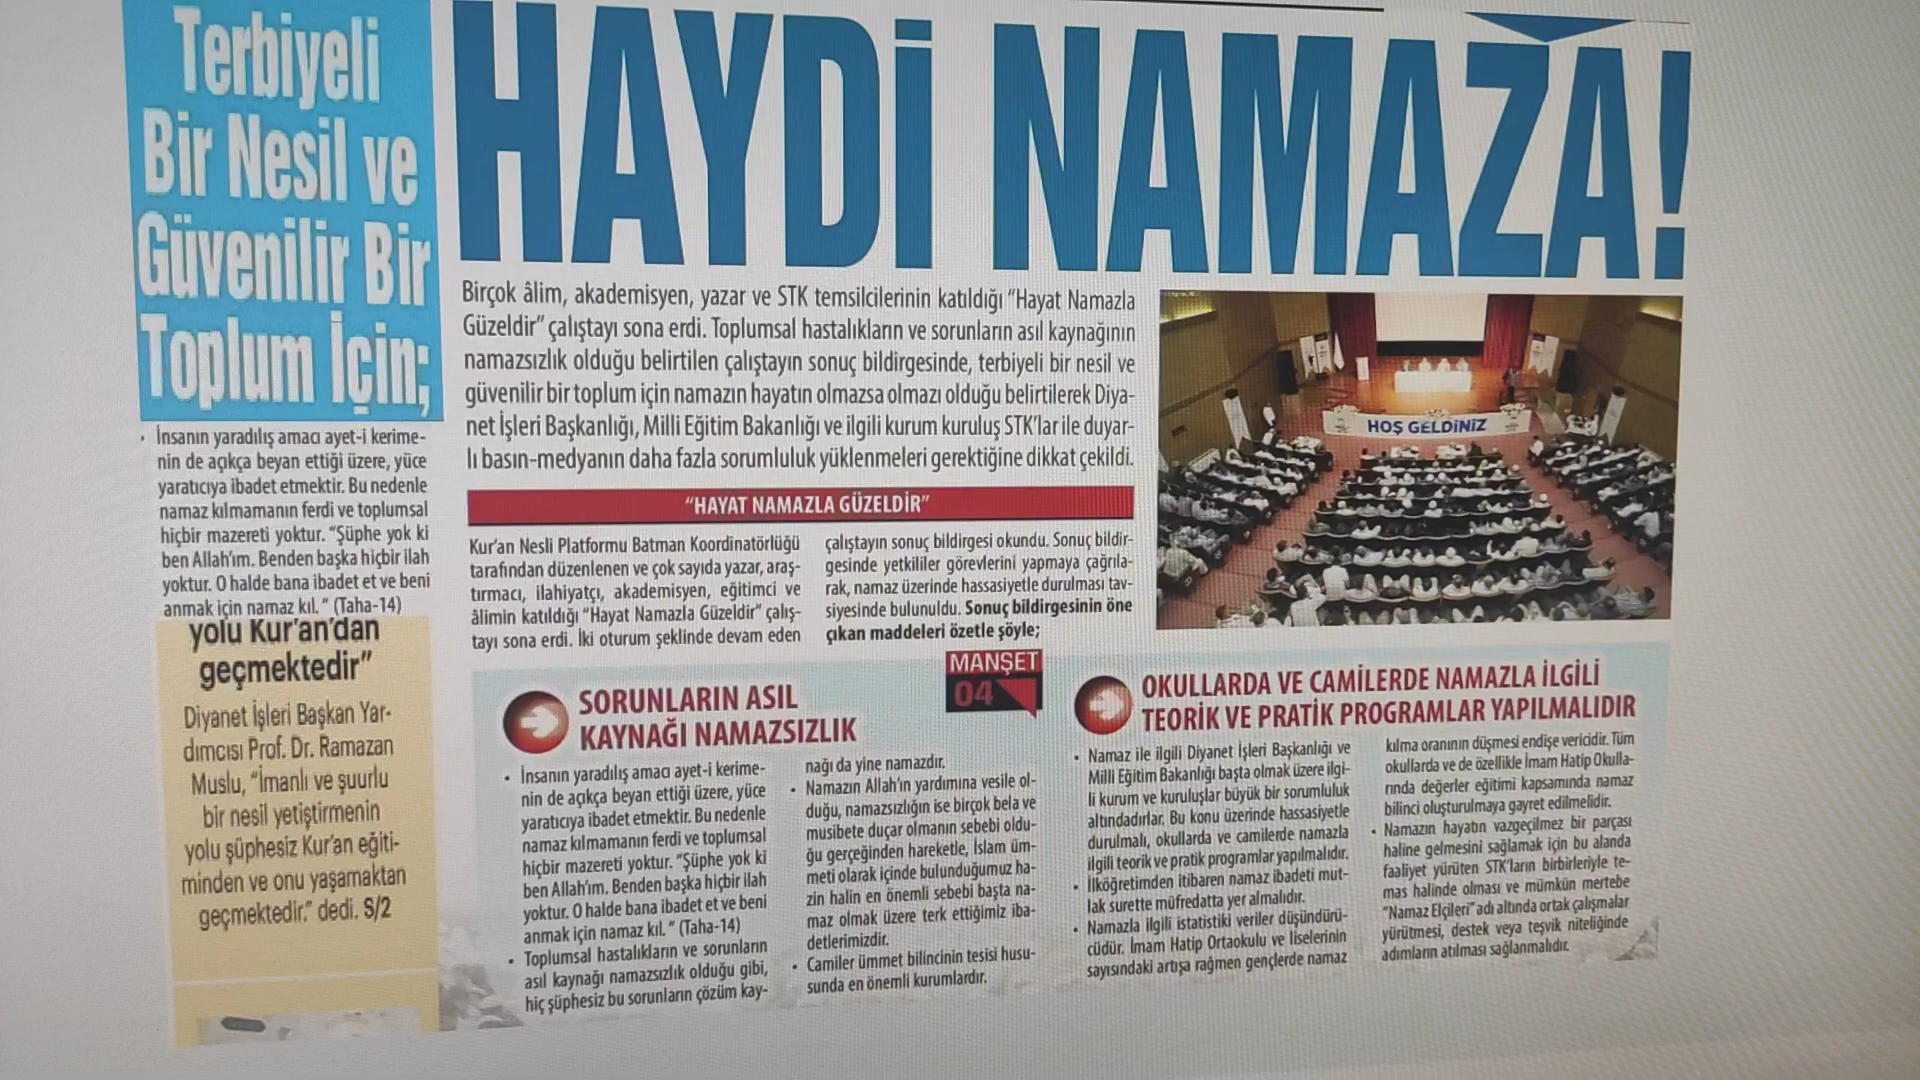 Terbiyeli
Bir Nesil ve
Güvenilir Bir
Toplum İçin;
HAYDİ NAMAZA!
• İnsanın yaradılış amacı ayet-i kerime-
nin de açıkça beyan ettiği üzere, yüce
yaratıcıya ibadet etmektir. Bu nedenle
namaz kılmamanın ferdi ve toplumsal
hiçbir mazereti yoktur. “Şüphe yok ki
ben Allah’ım. Benden başka hiçbir ilah
yoktur. O halde bana ibadet et ve beni
anmak için namaz kıl. “ (Taha-14)
yolu Kur’an’dan
geçmektedir”
Diyanet İşleri Başkan Yar-
dımcısı Prof. Dr. Ramazan
Muslu, “İmanlı ve şuurlu
bir nesil yetiştirmenin
yolu şüphesiz Kur’an eğiti-
minden ve onu yaşamaktan
geçmektedir.” dedi. S/2
Birçok âlim, akademisyen, yazar ve STK temsilcilerinin katıldığı “Hayat Namazla
Güzeldir” çalıştayı sona erdi. Toplumsal hastalıkların ve sorunların asıl kaynağının
namazsızlık olduğu belirtilen çalıştayın sonuç bildirgesinde, terbiyeli bir nesil ve
güvenilir bir toplum için namazın hayatın olmazsa olmazı olduğu belirtilerek Diya-
net İşleri Başkanlığı, Milli Eğitim Bakanlığı ve ilgili kurum kuruluş STK’lar ile duyar-
lı basın-medyanın daha fazla sorumluluk yüklenmeleri gerektiğine dikkat çekildi.
HOŞ GELDİNİZ
“HAYAT NAMAZLA GÜZELDİR”
Kur’an Nesli Platformu Batman Koordinatörlüğü
tarafından düzenlenen ve çok sayıda yazar, araş-
tırmacı, ilahiyatçı, akademisyen, eğitimci ve
âlimin katıldığı “Hayat Namazla Güzeldir” çalış-
tayı sona erdi. İki oturum şeklinde devam eden
çalıştayın sonuç bildirgesi okundu. Sonuç bildir-
gesinde yetkililer görevlerini yapmaya çağrıla-
rak, namaz üzerinde hassasiyetle durulması tav-
siyesinde bulunuldu. Sonuç bildirgesinin öne
çıkan maddeleri özetle şöyle;
MANŞET
04
SORUNLARIN ASIL
KAYNAĞI NAMAZSIZLIK
• İnsanın yaradılış amacı ayet-i kerime-
nin de açıkça beyan ettiği üzere, yüce
yaratıcıya ibadet etmektir. Bu nedenle
namaz kılmamanın ferdi ve toplumsal
hiçbir mazereti yoktur. “Şüphe yok ki
ben Allah’ım. Benden başka hiçbir ilah
yoktur. O halde bana ibadet et ve beni
anmak için namaz kıl. “ (Taha-14)
• Toplumsal hastalıkların ve sorunların
asıl kaynağı namazsızlık olduğu gibi,
hiç şüphesiz bu sorunların çözüm kay-
nağı da yine namazdır.
• Namazın Allah’ın yardımına vesile ol-
duğu, namazsızlığın ise birçok bela ve
musibete duçar olmanın sebebi oldu-
ğu gerçeğinden hareketle, İslam üm-
meti olarak içinde bulunduğumuz ha-
zin halin en önemli sebebi başta na-
maz olmak üzere terk ettiğimiz iba-
detlerimizdir.
• Camiler ümmet bilincinin tesisi husu-
sunda en önemli kurumlardır.
OKULLARDA VE CAMİLERDE NAMAZLA İLGİLİ
TEORİK VE PRATİK PROGRAMLAR YAPILMALIDIR
• Namaz ile ilgili Diyanet İşleri Başkanlığı ve
Milli Eğitim Bakanlığı başta olmak üzere ilgi-
li kurum ve kuruluşlar büyük bir sorumluluk
altındadırlar. Bu konu üzerinde hassasiyetle
durulmalı, okullarda ve camilerde namazla
ilgili teorik ve pratik programlar yapılmalıdır.
• İlköğretimden itibaren namaz ibadeti mut-
lak surette müfredatta yer almalıdır.
• Namazla ilgili istatistiki veriler düşündürü-
cüdür. İmam Hatip Ortaokulu ve liselerinin
sayısındaki artışa rağmen gençlerde namaz
kılma oranının düşmesi endişe vericidir. Tüm
okullarda ve de özellikle İmam Hatip Okulla-
rında değerler eğitimi kapsamında namaz
bilinci oluşturulmaya gayret edilmelidir.
• Namazın hayatın vazgeçilmez bir parçası
haline gelmesini sağlamak için bu alanda
faaliyet yürüten STK’ların birbirleriyle te-
mas halinde olması ve mümkün mertebe
“Namaz Elçileri” adı altında ortak çalışmalar
yürütmesi, destek veya teşvik niteliğinde
adımların atılması sağlanmalıdır.